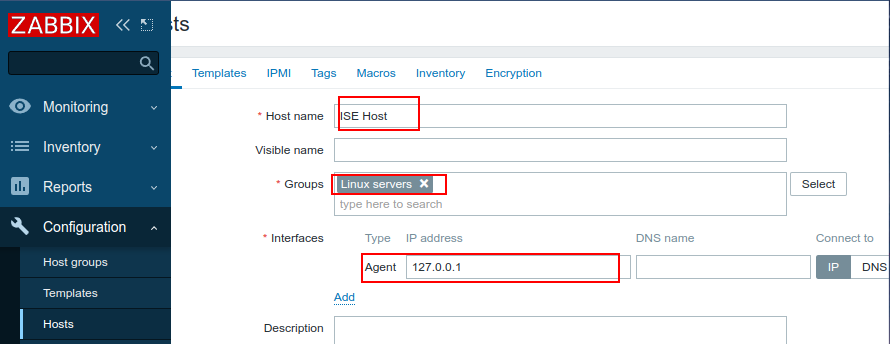 ZABBIX
sts
Templates IPMI Tags Macros Inventory Encryption
Monitoring
Inventory
Reports
Configuration
Host groups
Templates
Hosts
* Host name ISE Host
Visible name
* Groups Linux servers Select
type here to search
* Interfaces Type IP address DNS name Connect to
Agent 127.0.0.1 IP DNS
Add
Description